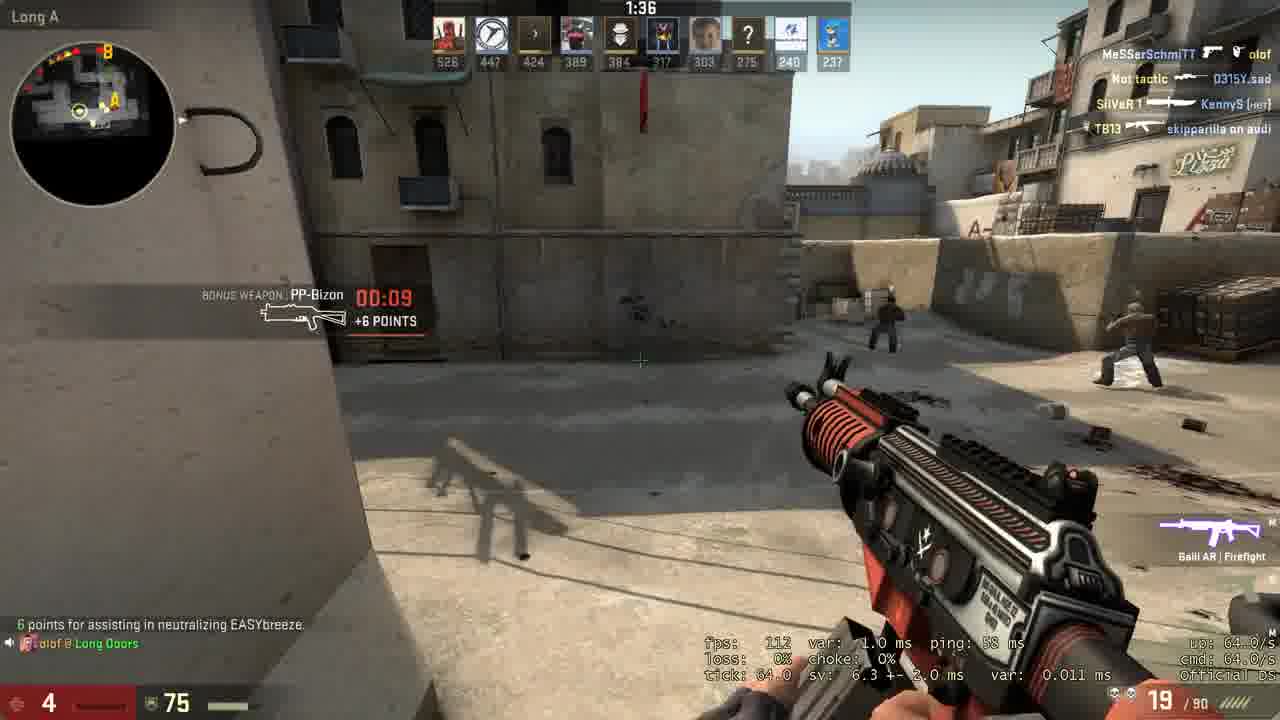 Long A
1:36
526 447 424 389 384 317 303 275 240 237
B
A
MeSSerSchmiTT olof
Not tactic 0315Y.sad
SilVeR 1 KennyS [HET]
TB13 skipparilla on audi
Pizza
A
BONUS WEAPON: PP-Bizon 00:09
+6 POINTS
?
Galil AR | Firefight
6 points for assisting in neutralizing EASYbreeze.
olof @ Long Doors
fps: 112 var: 1.0 ms ping: 58 ms
loss: 0% choke: 0%
tick: 64.0 sv: 6.3 +- 2.0 ms var: 0.011 ms
up: 64.0/s
cmd: 64.0/s
Official DS
4 75
19 / 90